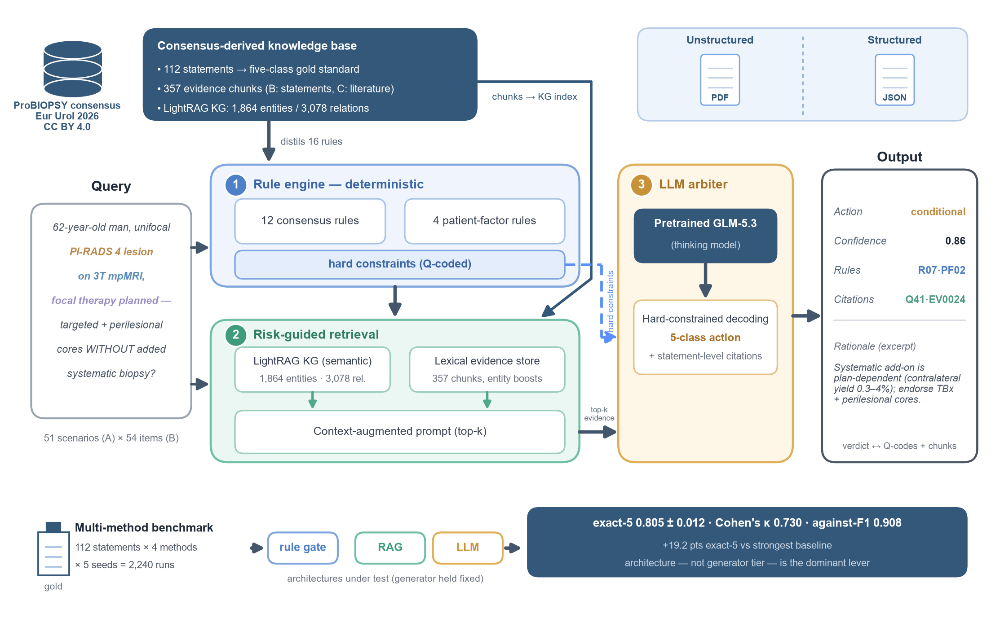 ProBIOPSY consensus
Eur Urol 2026
CC BY 4.0
Consensus-derived knowledge base
• 112 statements → five-class gold standard
• 357 evidence chunks (B: statements, C: literature)
• LightRAG KG: 1,864 entities / 3,078 relations
chunks → KG index
Unstructured
PDF
Structured
JSON
distils 16 rules
Query
62-year-old man, unifocal
PI-RADS 4 lesion
on 3T mpMRI,
focal therapy planned —
targeted + perilesional
cores WITHOUT added
systematic biopsy?
51 scenarios (A) × 54 items (B)
1 Rule engine — deterministic
12 consensus rules
4 patient-factor rules
hard constraints (Q-coded)
hard constraints
2 Risk-guided retrieval
LightRAG KG (semantic)
1,864 entities · 3,078 rel.
Lexical evidence store
357 chunks, entity boosts
Context-augmented prompt (top-k)
top-k
evidence
3 LLM arbiter
Pretrained GLM-5.3
(thinking model)
Hard-constrained decoding
5-class action
+ statement-level citations
Output
Action conditional
Confidence 0.86
Rules R07·PF02
Citations Q41·EV0024
Rationale (excerpt)
Systematic add-on is
plan-dependent (contralateral
yield 0.3–4%); endorse TBx
+ perilesional cores.
verdict ↔ Q-codes + chunks
gold
Multi-method benchmark
112 statements × 4 methods
× 5 seeds = 2,240 runs
rule gate
RAG
LLM
architectures under test (generator held fixed)
exact-5 0.805 ± 0.012 · Cohen's κ 0.730 · against-F1 0.908
+19.2 pts exact-5 vs strongest baseline
architecture — not generator tier — is the dominant lever